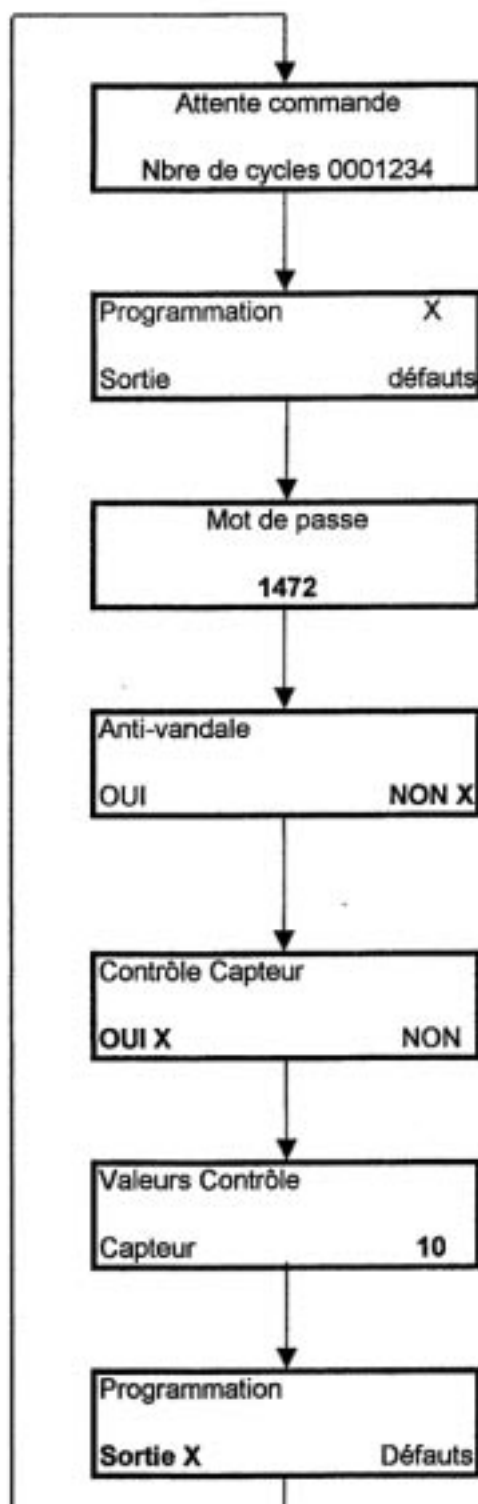 Attente commande
Nbre de cycles 0001234
Programmation X
Sortie défauts
Mot de passe
1472
Anti-vandale
OUI NON X
Contrôle Capteur
OUI X NON
Valeurs Contrôle
Capteur 10
Programmation
Sortie X Défauts